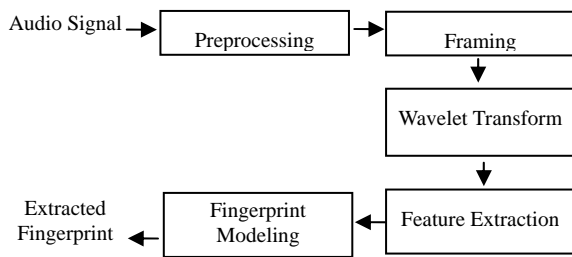 Audio Signal
Preprocessing
Framing
Wavelet Transform
Feature Extraction
Fingerprint
Modeling
Extracted
Fingerprint